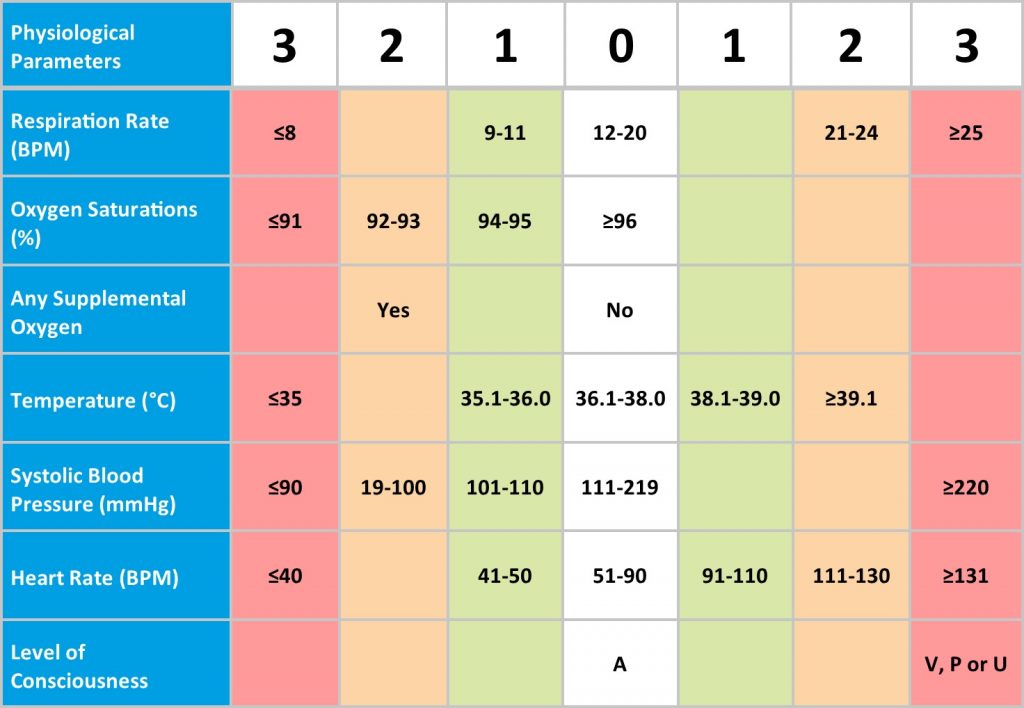 Physiological
Parameters
3 2 1 0 1 2 3
Respiration Rate
(BPM)
≤8 9-11 12-20 21-24 ≥25
Oxygen Saturations
(%)
≤91 92-93 94-95 ≥96
Any Supplemental
Oxygen
Yes No
Temperature (°C) ≤35 35.1-36.0 36.1-38.0 38.1-39.0 ≥39.1
Systolic Blood
Pressure (mmHg)
≤90 19-100 101-110 111-219 ≥220
Heart Rate (BPM) ≤40 41-50 51-90 91-110 111-130 ≥131
Level of
Consciousness
A V, P or U